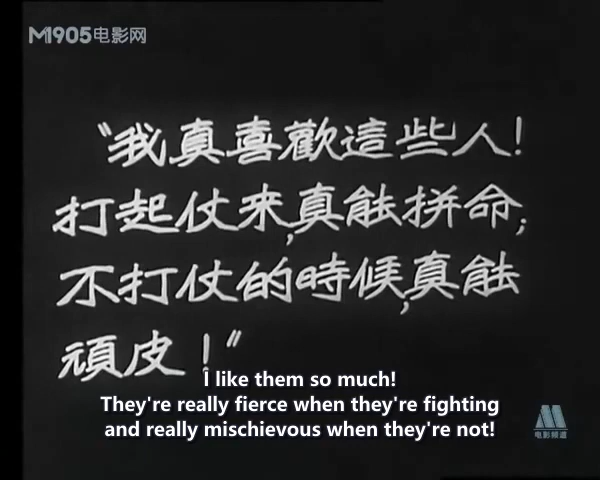 M1905电影网
“我真喜歡這些人！
打起仗来，真能拼命；
不打仗的時候，真能
頑皮！”
I like them so much!
They're really fierce when they're fighting
and really mischievous when they're not!
电影频道